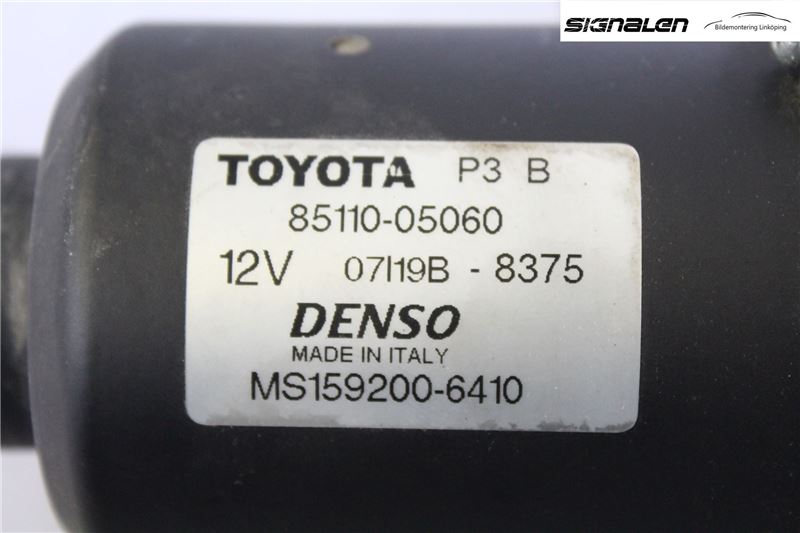 SIGNALEN
Bildemontering Linköping
TOYOTA P3 B
85110-05060
12V 07I19B - 8375
DENSO
MADE IN ITALY
MS159200-6410